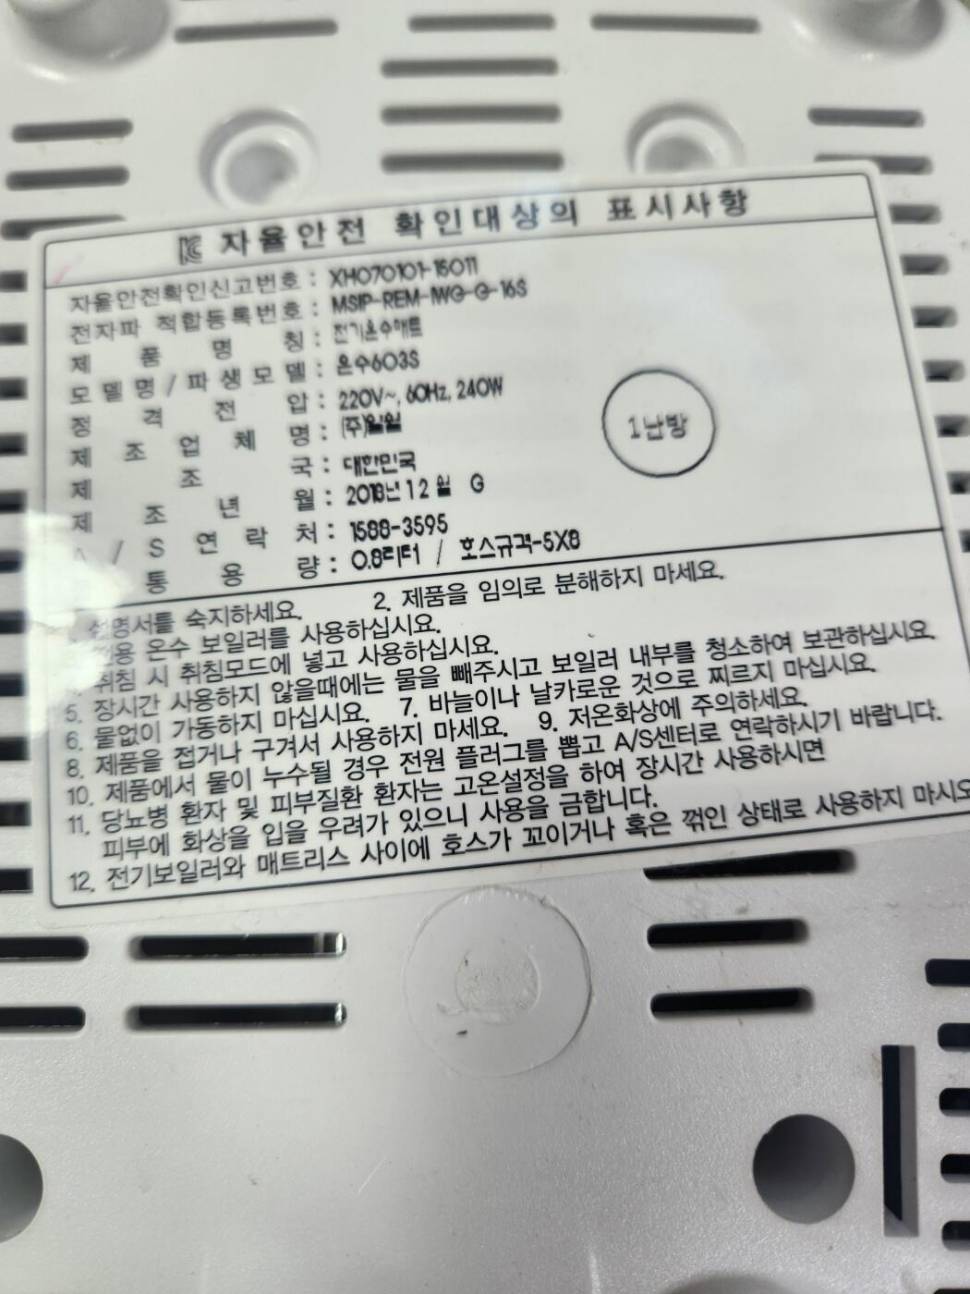 자율안전 확인대상의 표시사항
자율안전확인신고번호 : XH070101-15011
전자파 적합등록번호 : MSIP-REM-IWG-G-16S
제품명칭 : 전기온수매트
모델명/파생모델 : 온수603S
정격전압 : 220V~, 60Hz, 240W
제조업체명 : (주)일월
제조국 : 대한민국
제조년월 : 2018년 12월 G
/S 연락처 : 1588-3595
통용량 : 0.8리터 / 호스규격-5X8
1난방
설명서를 숙지하세요. 2. 제품을 임의로 분해하지 마세요.
전용 온수 보일러를 사용하십시요.
4. 취침 시 취침모드에 넣고 사용하십시요.
5. 장시간 사용하지 않을때에는 물을 빼주시고 보일러 내부를 청소하여 보관하십시요.
6. 물없이 가동하지 마십시요. 7. 바늘이나 날카로운 것으로 찌르지 마십시요.
8. 제품을 접거나 구겨서 사용하지 마세요. 9. 저온화상에 주의하세요.
10. 제품에서 물이 누수될 경우 전원 플러그를 뽑고 A/S센터로 연락하시기 바랍니다.
11. 당뇨병 환자 및 피부질환 환자는 고온설정을 하여 장시간 사용하시면
피부에 화상을 입을 우려가 있으니 사용을 금합니다.
12. 전기보일러와 매트리스 사이에 호스가 꼬이거나 혹은 꺾인 상태로 사용하지 마시오